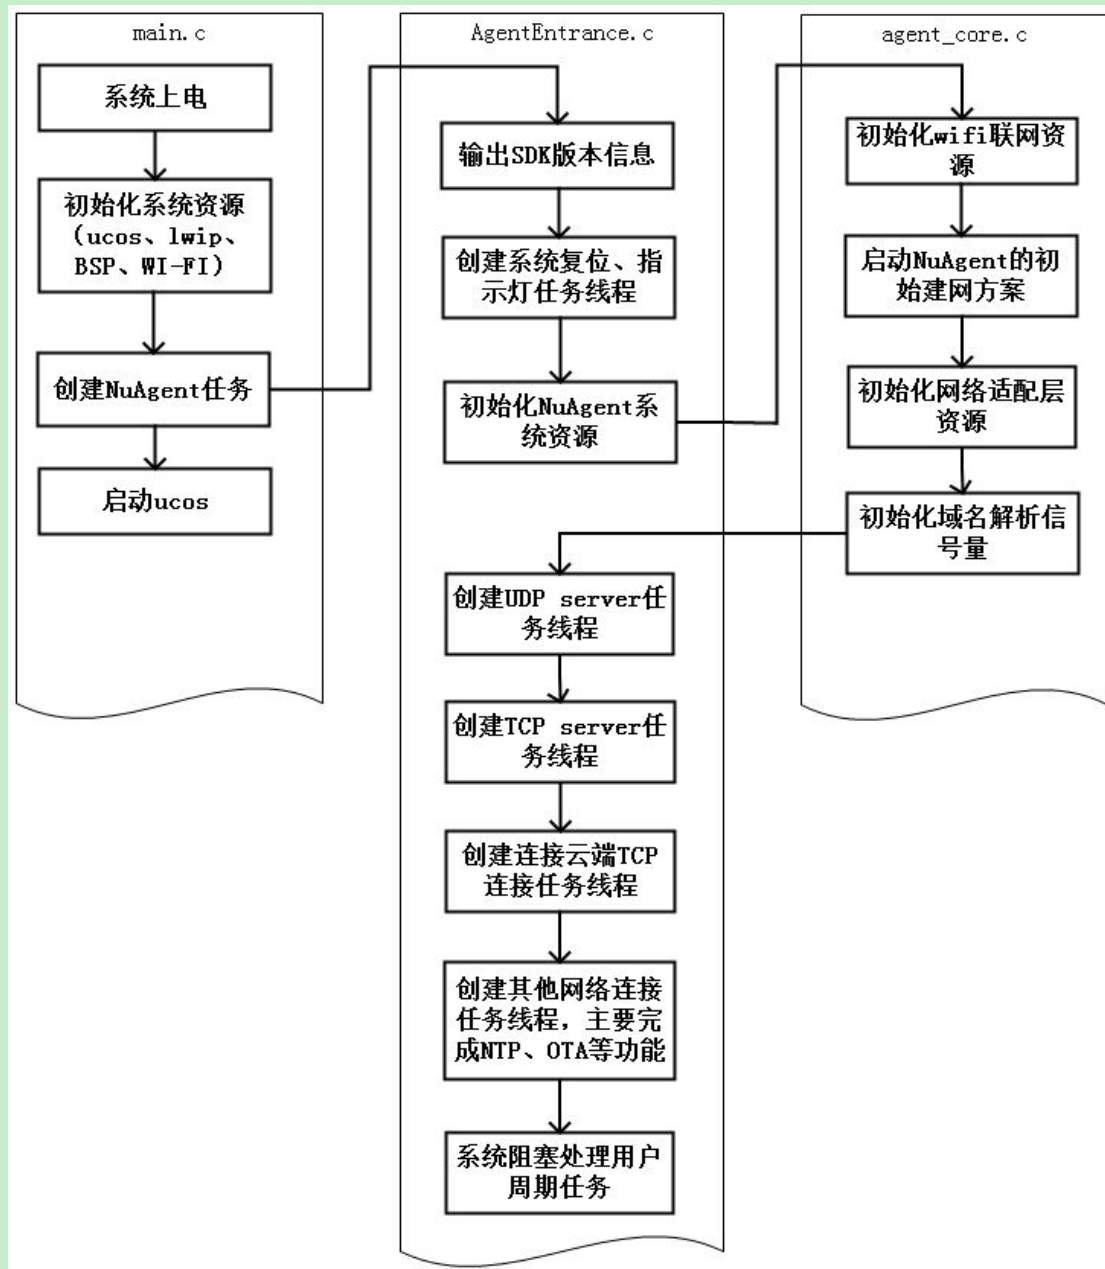 main.c
系统上电
初始化系统资源
（ucos、lwip、
BSP、WI-FI）
创建NuAgent任务
启动ucos
AgentEntrance.c
输出SDK版本信息
创建系统复位、指
示灯任务线程
初始化NuAgent系
统资源
agent_core.c
初始化wifi联网资
源
启动NuAgent的初
始建网方案
初始化网络适配层
资源
初始化域名解析信
号量
创建UDP server任
务线程
创建TCP server任
务线程
创建连接云端TCP
连接任务线程
创建其他网络连接
任务线程，主要完
成NTP、OTA等功能
系统阻塞处理用户
周期任务